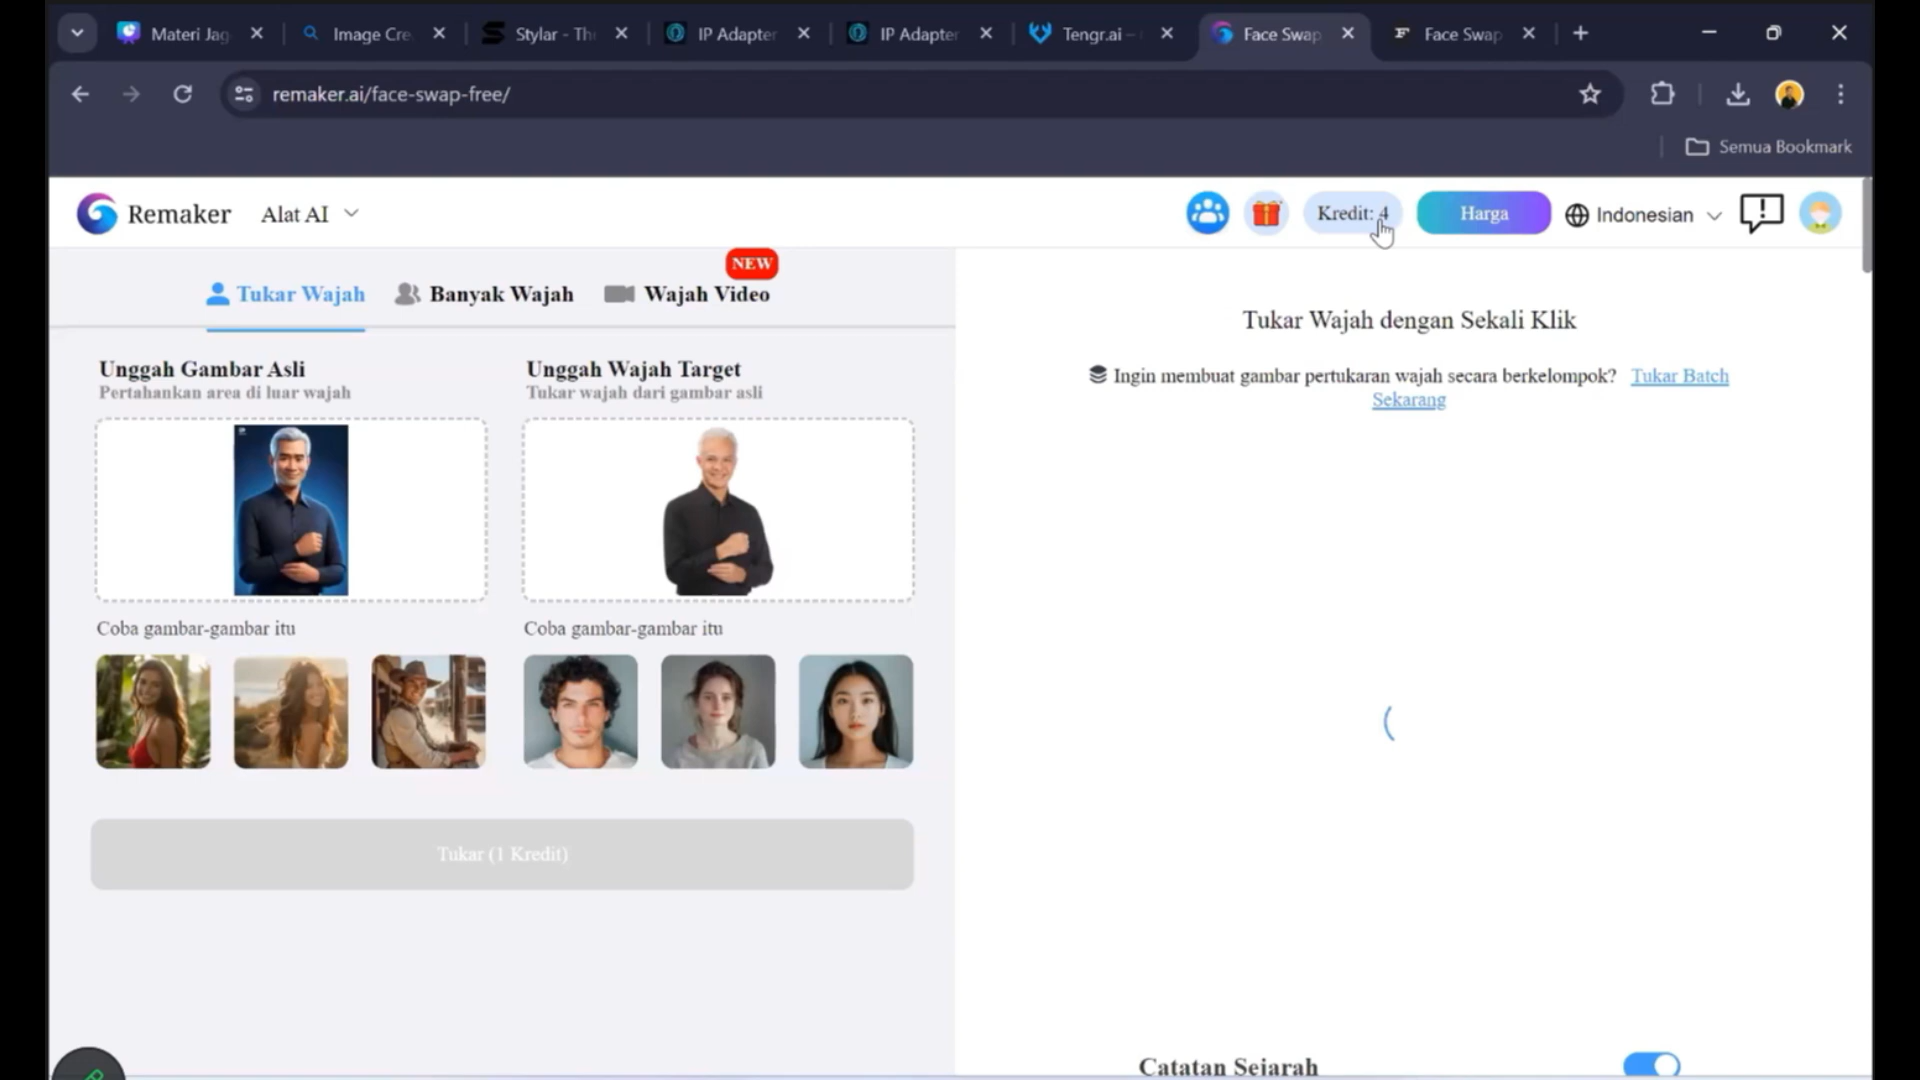 Materi Jag
Image Cre
Stylar - Th
IP Adapter
IP Adapter
Tengr.ai –
Face Swap
Face Swap
remaker.ai/face-swap-free/
Semua Bookmark
Remaker
Alat AI
Kredit: 4
Harga
Indonesian
NEW
Tukar Wajah
Banyak Wajah
Wajah Video
Tukar Wajah dengan Sekali Klik
Ingin membuat gambar pertukaran wajah secara berkelompok? Tukar Batch
Sekarang
Unggah Gambar Asli
Pertahankan area di luar wajah
Unggah Wajah Target
Tukar wajah dari gambar asli
Coba gambar-gambar itu
Coba gambar-gambar itu
Tukar (1 Kredit)
Catatan Sejarah